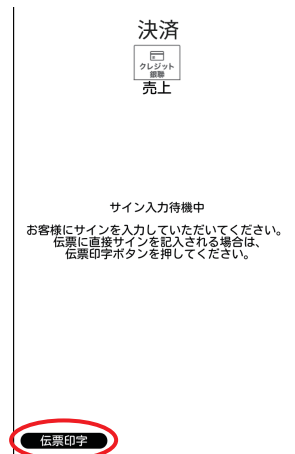 決済
クレジット
銀聯
売上
サイン入力待機中
お客様にサインを入力していただいてください。
伝票に直接サインを記入される場合は、
伝票印字ボタンを押してください。
伝票印字